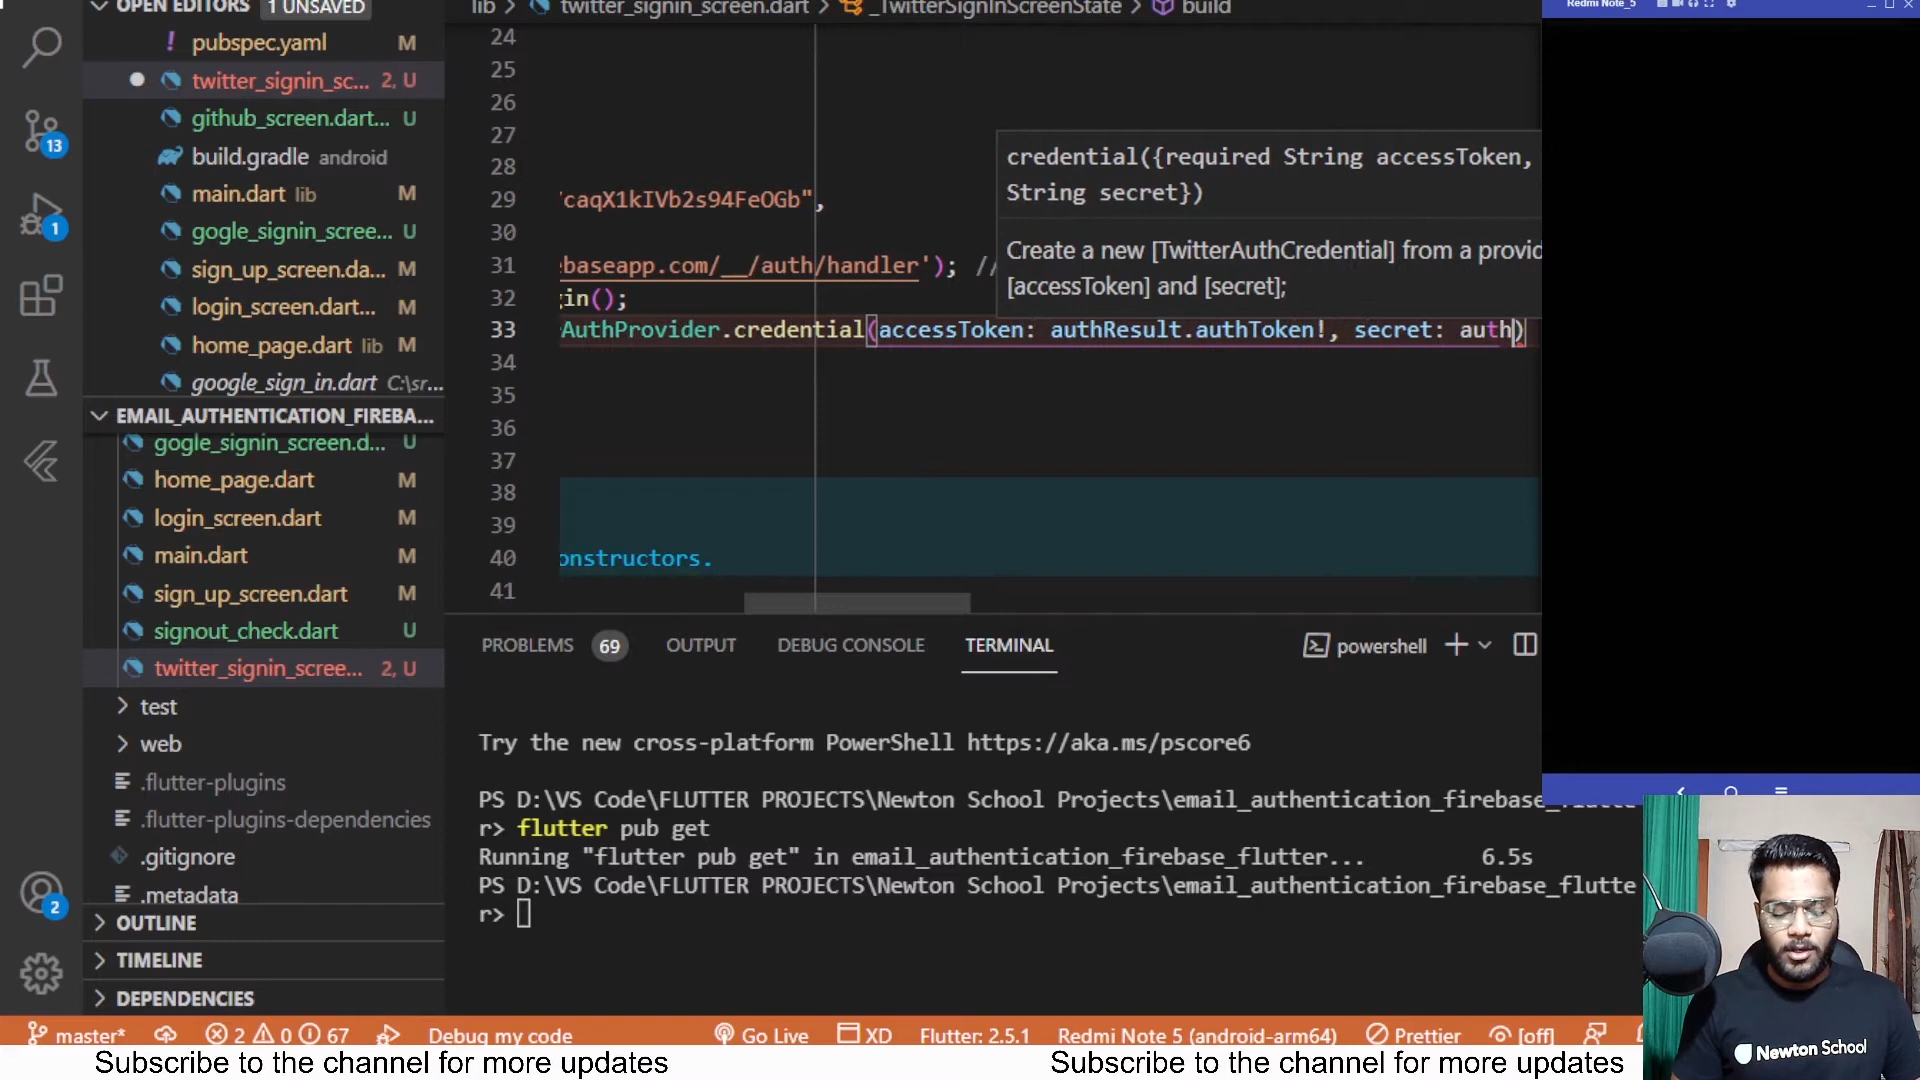 OPEN EDITORS 1 UNSAVED
pubspec.yaml M
twitter_signin_sc... 2, U
github_screen.dart... U
build.gradle android
main.dart lib M
gogle_signin_scree... U
sign_up_screen.da... M
login_screen.dart... M
home_page.dart lib M
google_sign_in.dart C:\sr...
EMAIL_AUTHENTICATION_FIREBA...
gogle_signin_screen.d... U
home_page.dart M
login_screen.dart M
main.dart M
sign_up_screen.dart M
signout_check.dart U
twitter_signin_scree... 2, U
test
web
.flutter-plugins
.flutter-plugins-dependencies
.gitignore
.metadata
OUTLINE
TIMELINE
DEPENDENCIES
13
1
2
lib > twitter_signin_screen.dart > _TwitterSignInScreenState > build
24
25
26
27
28
29 caqX1kIVb2s94FeOGb",
30
31 ebaseapp.com/__/auth/handler'); //
32 gin();
33 AuthProvider.credential(accessToken: authResult.authToken!, secret: auth)
34
35
36
37
38
39
40 onstructors.
41
credential({required String accessToken,
String secret})
Create a new [TwitterAuthCredential] from a provid
[accessToken] and [secret];
PROBLEMS 69 OUTPUT DEBUG CONSOLE TERMINAL powershell
Try the new cross-platform PowerShell https://aka.ms/pscore6
PS D:\VS Code\FLUTTER PROJECTS\Newton School Projects\email_authentication_firebase_flutte
r> flutter pub get
Running "flutter pub get" in email_authentication_firebase_flutter... 6.5s
PS D:\VS Code\FLUTTER PROJECTS\Newton School Projects\email_authentication_firebase_flutte
r>
Redmi Note_5
Newton School
master* 2 0 67 Debug my code Go Live XD Flutter: 2.5.1 Redmi Note 5 (android-arm64) Prettier [off]
Subscribe to the channel for more updates Subscribe to the channel for more updates